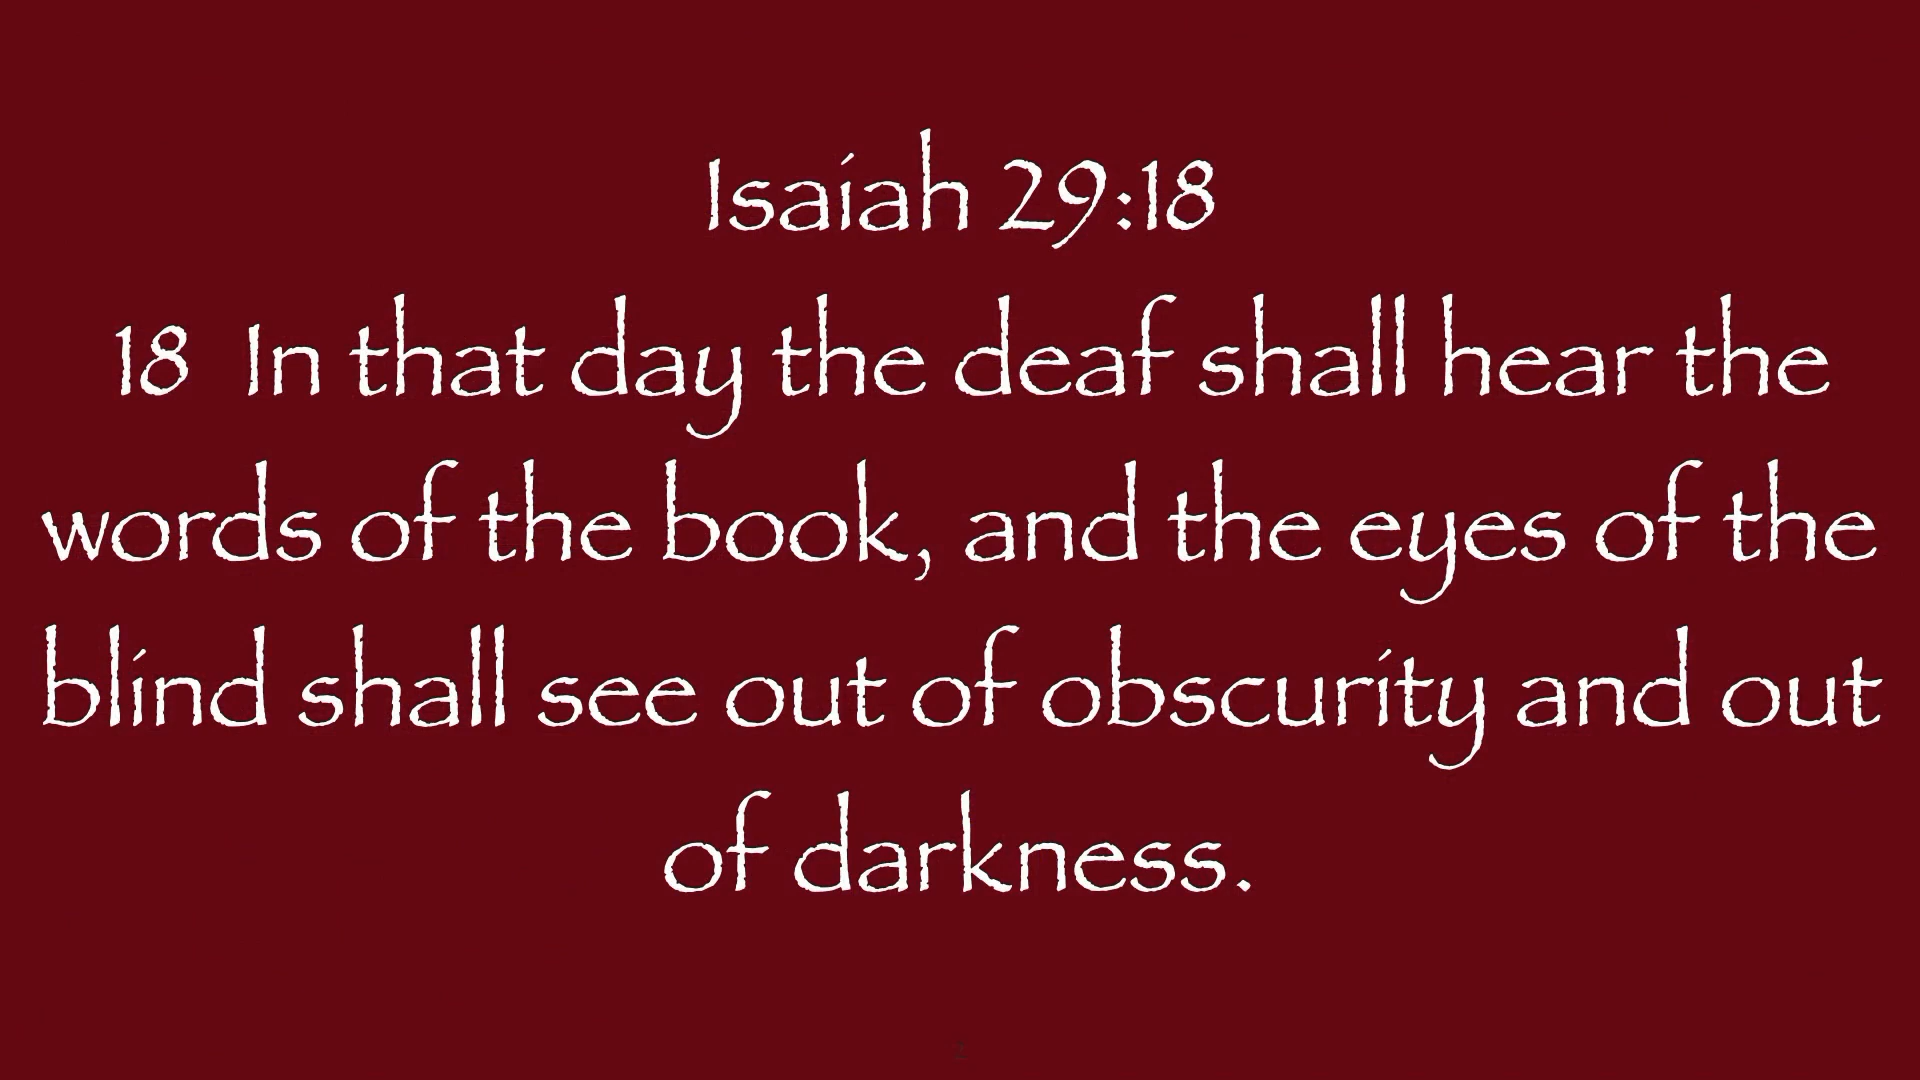 Isaiah 29:18
18  In that day the deaf shall hear the
words of the book, and the eyes of the
blind shall see out of obscurity and out
of darkness.
2